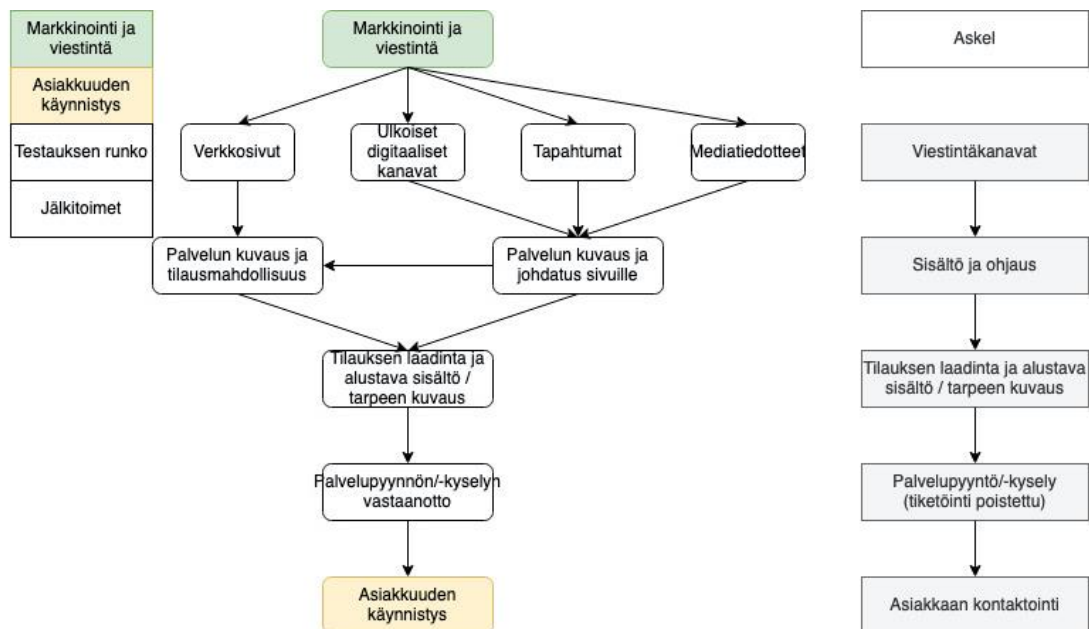 Markkinointi ja
viestintä
Asiakkuuden
käynnistys
Testauksen runko
Jälkitoimet
Markkinointi ja
viestintä
Verkkosivut
Ulkoiset
digitaaliset
kanavat
Tapahtumat
Mediatiedotteet
Palvelun kuvaus ja
tilausmahdollisuus
Palvelun kuvaus ja
johdatus sivuille
Tilauksen laadinta ja
alustava sisältö /
tarpeen kuvaus
Palvelupyynnön/-kyselyn
vastaanotto
Asiakkuuden
käynnistys
Askel
Viestintäkanavat
Sisältö ja ohjaus
Tilauksen laadinta ja alustava
sisältö / tarpeen kuvaus
Palvelupyyntö/-kysely
(tiketöinti poistettu)
Asiakkaan kontaktointi